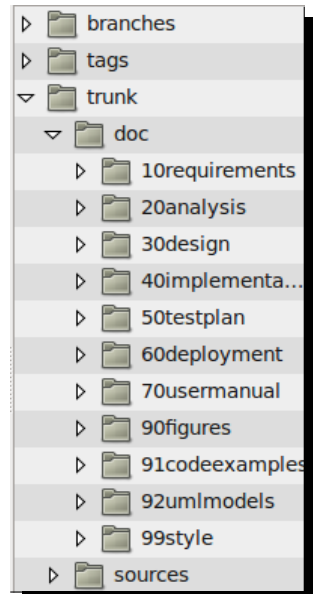 branches
tags
trunk
doc
10requirements
20analysis
30design
40implementa...
50testplan
60deployment
70usermanual
90figures
91codeexamples
92umlmodels
99style
sources